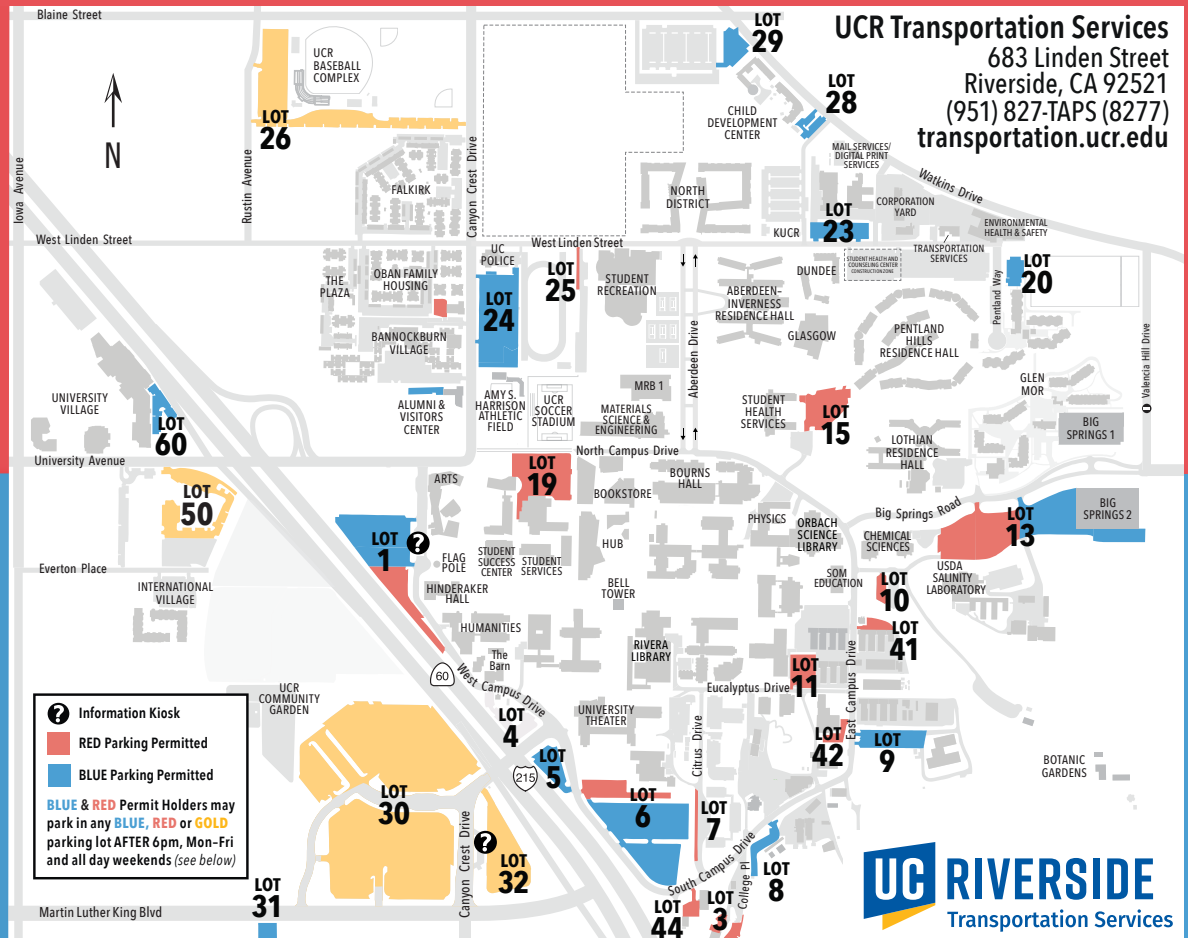 Blaine Street
UCR Transportation Services
683 Linden Street
Riverside, CA 92521
(951) 827-TAPS (8277)
transportation.ucr.edu
LOT
29
UCR
BASEBALL
COMPLEX
LOT
28
LOT
26
CHILD
DEVELOPMENT
CENTER
N
MAIL SERVICES/
DIGITAL PRINT
SERVICES
Watkins Drive
Iowa Avenue
Rustin Avenue
Canyon Crest Drive
FALKIRK
NORTH
DISTRICT
LOT
23
CORPORATION
YARD
KUCR
ENVIRONMENTAL
HEALTH & SAFETY
West Linden Street
West Linden Street
TRANSPORTATION
SERVICES
UC
POLICE
LOT
25
STUDENT HEALTH AND
COUNSELING CENTER
CONSTRUCTION ZONE
LOT
20
THE
PLAZA
OBAN FAMILY
HOUSING
LOT
24
STUDENT
RECREATION
DUNDEE
ABERDEEN-
INVERNESS
RESIDENCE HALL
Pentland Way
GLASGOW
PENTLAND
HILLS
RESIDENCE HALL
BANNOCKBURN
VILLAGE
Aberdeen Drive
Valencia Hill Drive
MRB 1
GLEN
MOR
UNIVERSITY
VILLAGE
LOT
60
ALUMNI &
VISITORS
CENTER
AMY S.
HARRISON
ATHLETIC
FIELD
UCR
SOCCER
STADIUM
MATERIALS
SCIENCE &
ENGINEERING
STUDENT
HEALTH
SERVICES
LOT
15
BIG
SPRINGS 1
LOTHIAN
RESIDENCE
HALL
University Avenue
North Campus Drive
LOT
50
ARTS
LOT
19
BOOKSTORE
BOURNS
HALL
Big Springs Road
BIG
SPRINGS 2
LOT
13
LOT
1
?
PHYSICS
ORBACH
SCIENCE
LIBRARY
CHEMICAL
SCIENCES
FLAG
POLE
STUDENT
SUCCESS
CENTER
STUDENT
SERVICES
HUB
Everton Place
INTERNATIONAL
VILLAGE
HINDERAKER
HALL
BELL
TOWER
SOM
EDUCATION
LOT
10
USDA
SALINITY
LABORATORY
HUMANITIES
LOT
41
RIVERA
LIBRARY
The
Barn
60
West Campus Drive
LOT
11
East Campus Drive
Eucalyptus Drive
UCR
COMMUNITY
GARDEN
LOT
4
UNIVERSITY
THEATER
Citrus Drive
LOT
42
LOT
9
? Information Kiosk
RED Parking Permitted
BLUE Parking Permitted
BLUE & RED Permit Holders may
park in any BLUE, RED or GOLD
parking lot AFTER 6pm, Mon–Fri
and all day weekends (see below)
LOT
5
215
BOTANIC
GARDENS
LOT
30
LOT
6
LOT
7
Canyon Crest Drive
?
LOT
32
South Campus Drive
College Pl
LOT
8
LOT
31
Martin Luther King Blvd
LOT
44
LOT
3
UC RIVERSIDE
Transportation Services